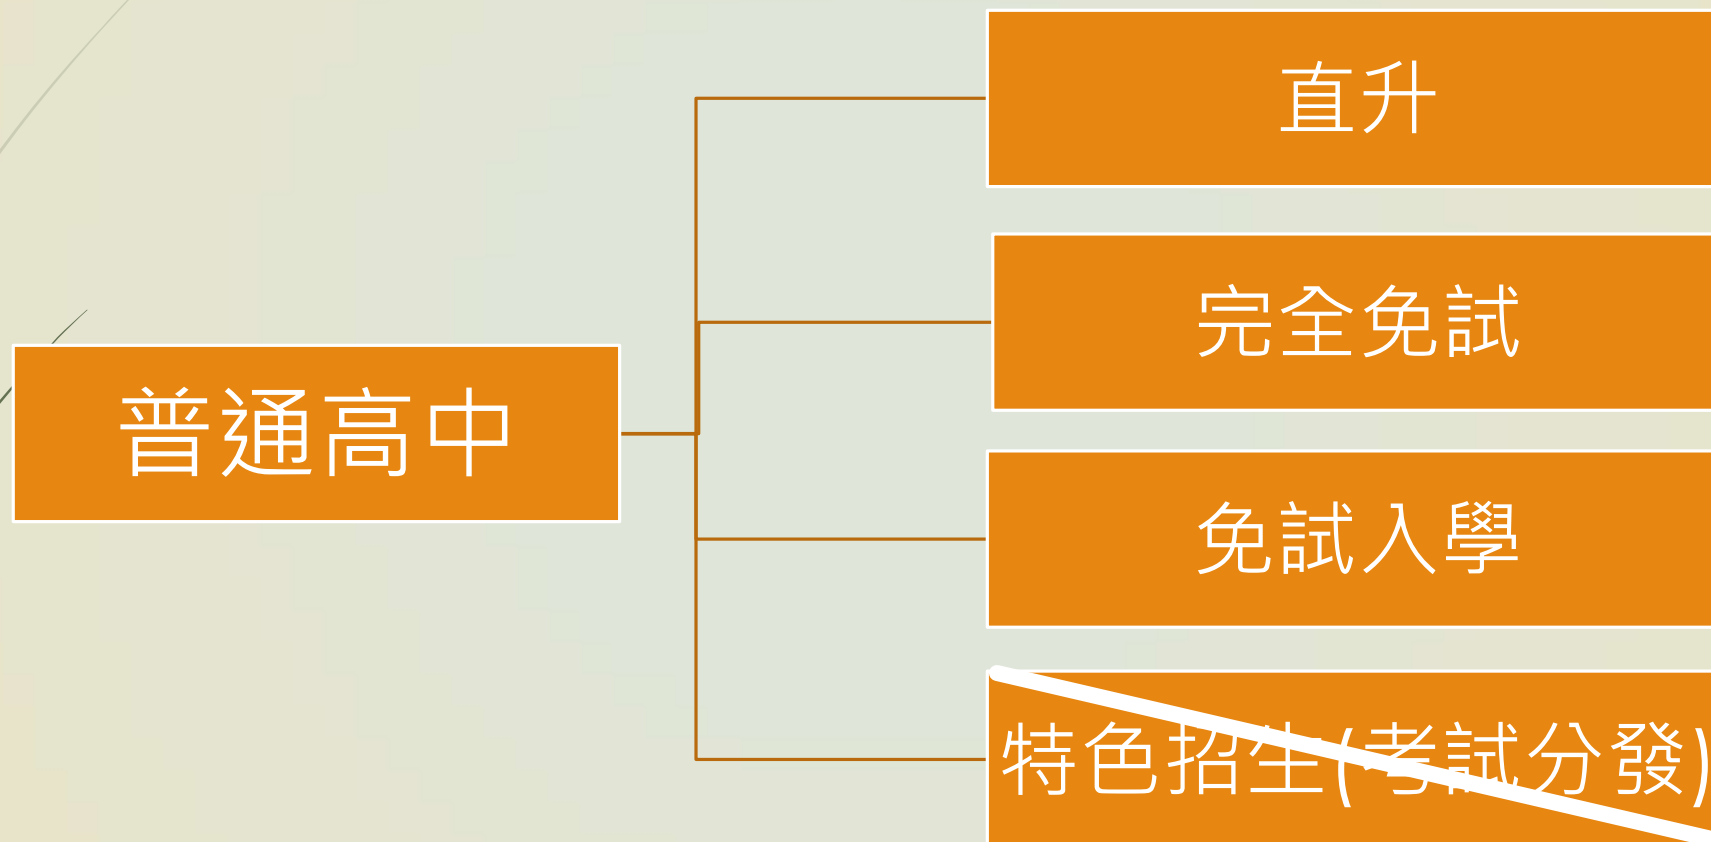 普通高中
直升
完全免試
免試入學
特色招生(考試分發)